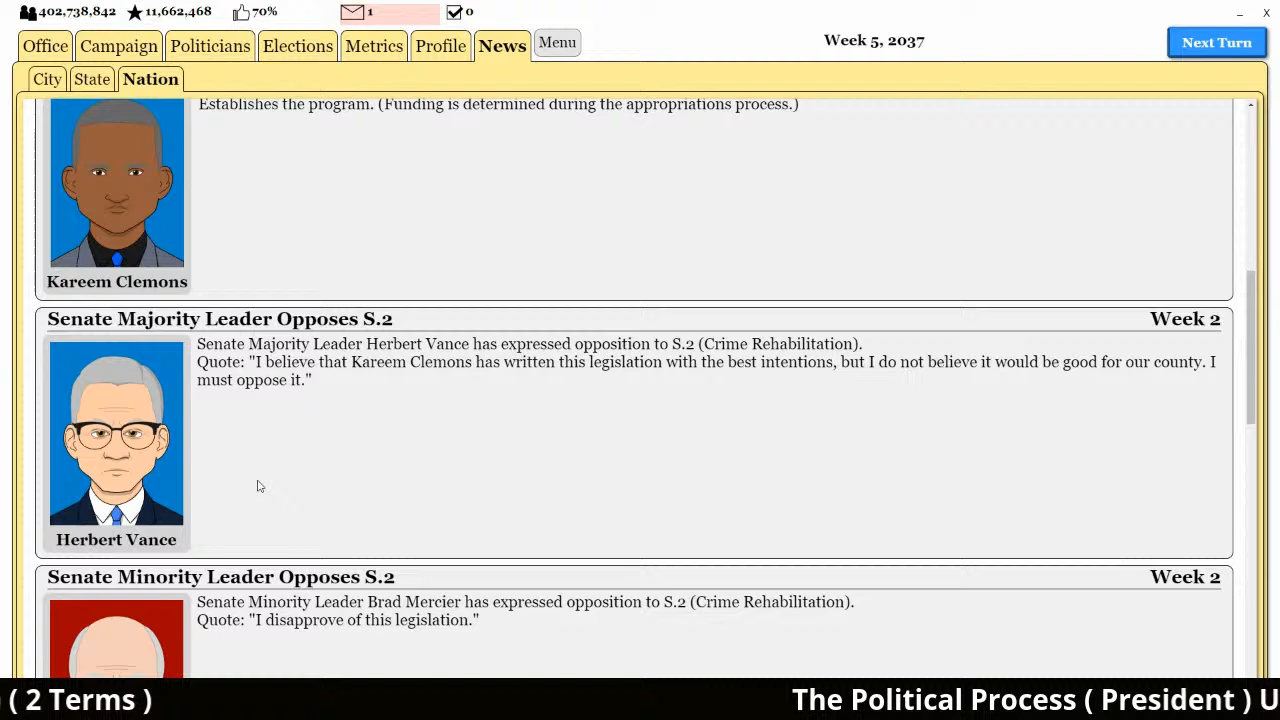 402,738,842 11,662,468 70% 1 0 _ X
Office Campaign Politicians Elections Metrics Profile News Menu Week 5, 2037 Next Turn
City State Nation
Establishes the program. (Funding is determined during the appropriations process.)
Kareem Clemons
Senate Majority Leader Opposes S.2 Week 2
Senate Majority Leader Herbert Vance has expressed opposition to S.2 (Crime Rehabilitation).
Quote: "I believe that Kareem Clemons has written this legislation with the best intentions, but I do not believe it would be good for our county. I
must oppose it."
Herbert Vance
Senate Minority Leader Opposes S.2 Week 2
Senate Minority Leader Brad Mercier has expressed opposition to S.2 (Crime Rehabilitation).
Quote: "I disapprove of this legislation."
( 2 Terms ) The Political Process ( President ) U